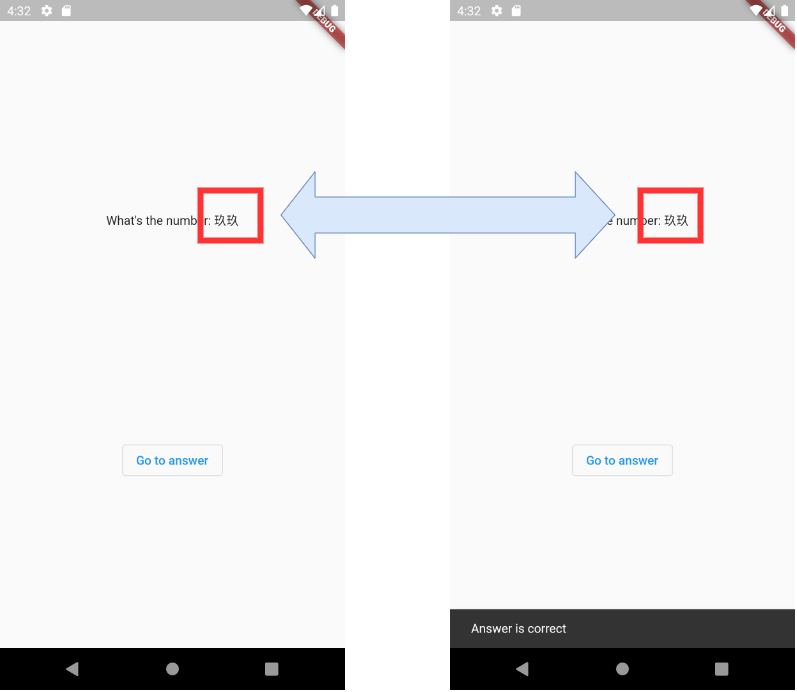 4:32
DEBUG
What's the number: 玖玖
Go to answer
4:32
DEBUG
e number: 玖玖
Go to answer
Answer is correct